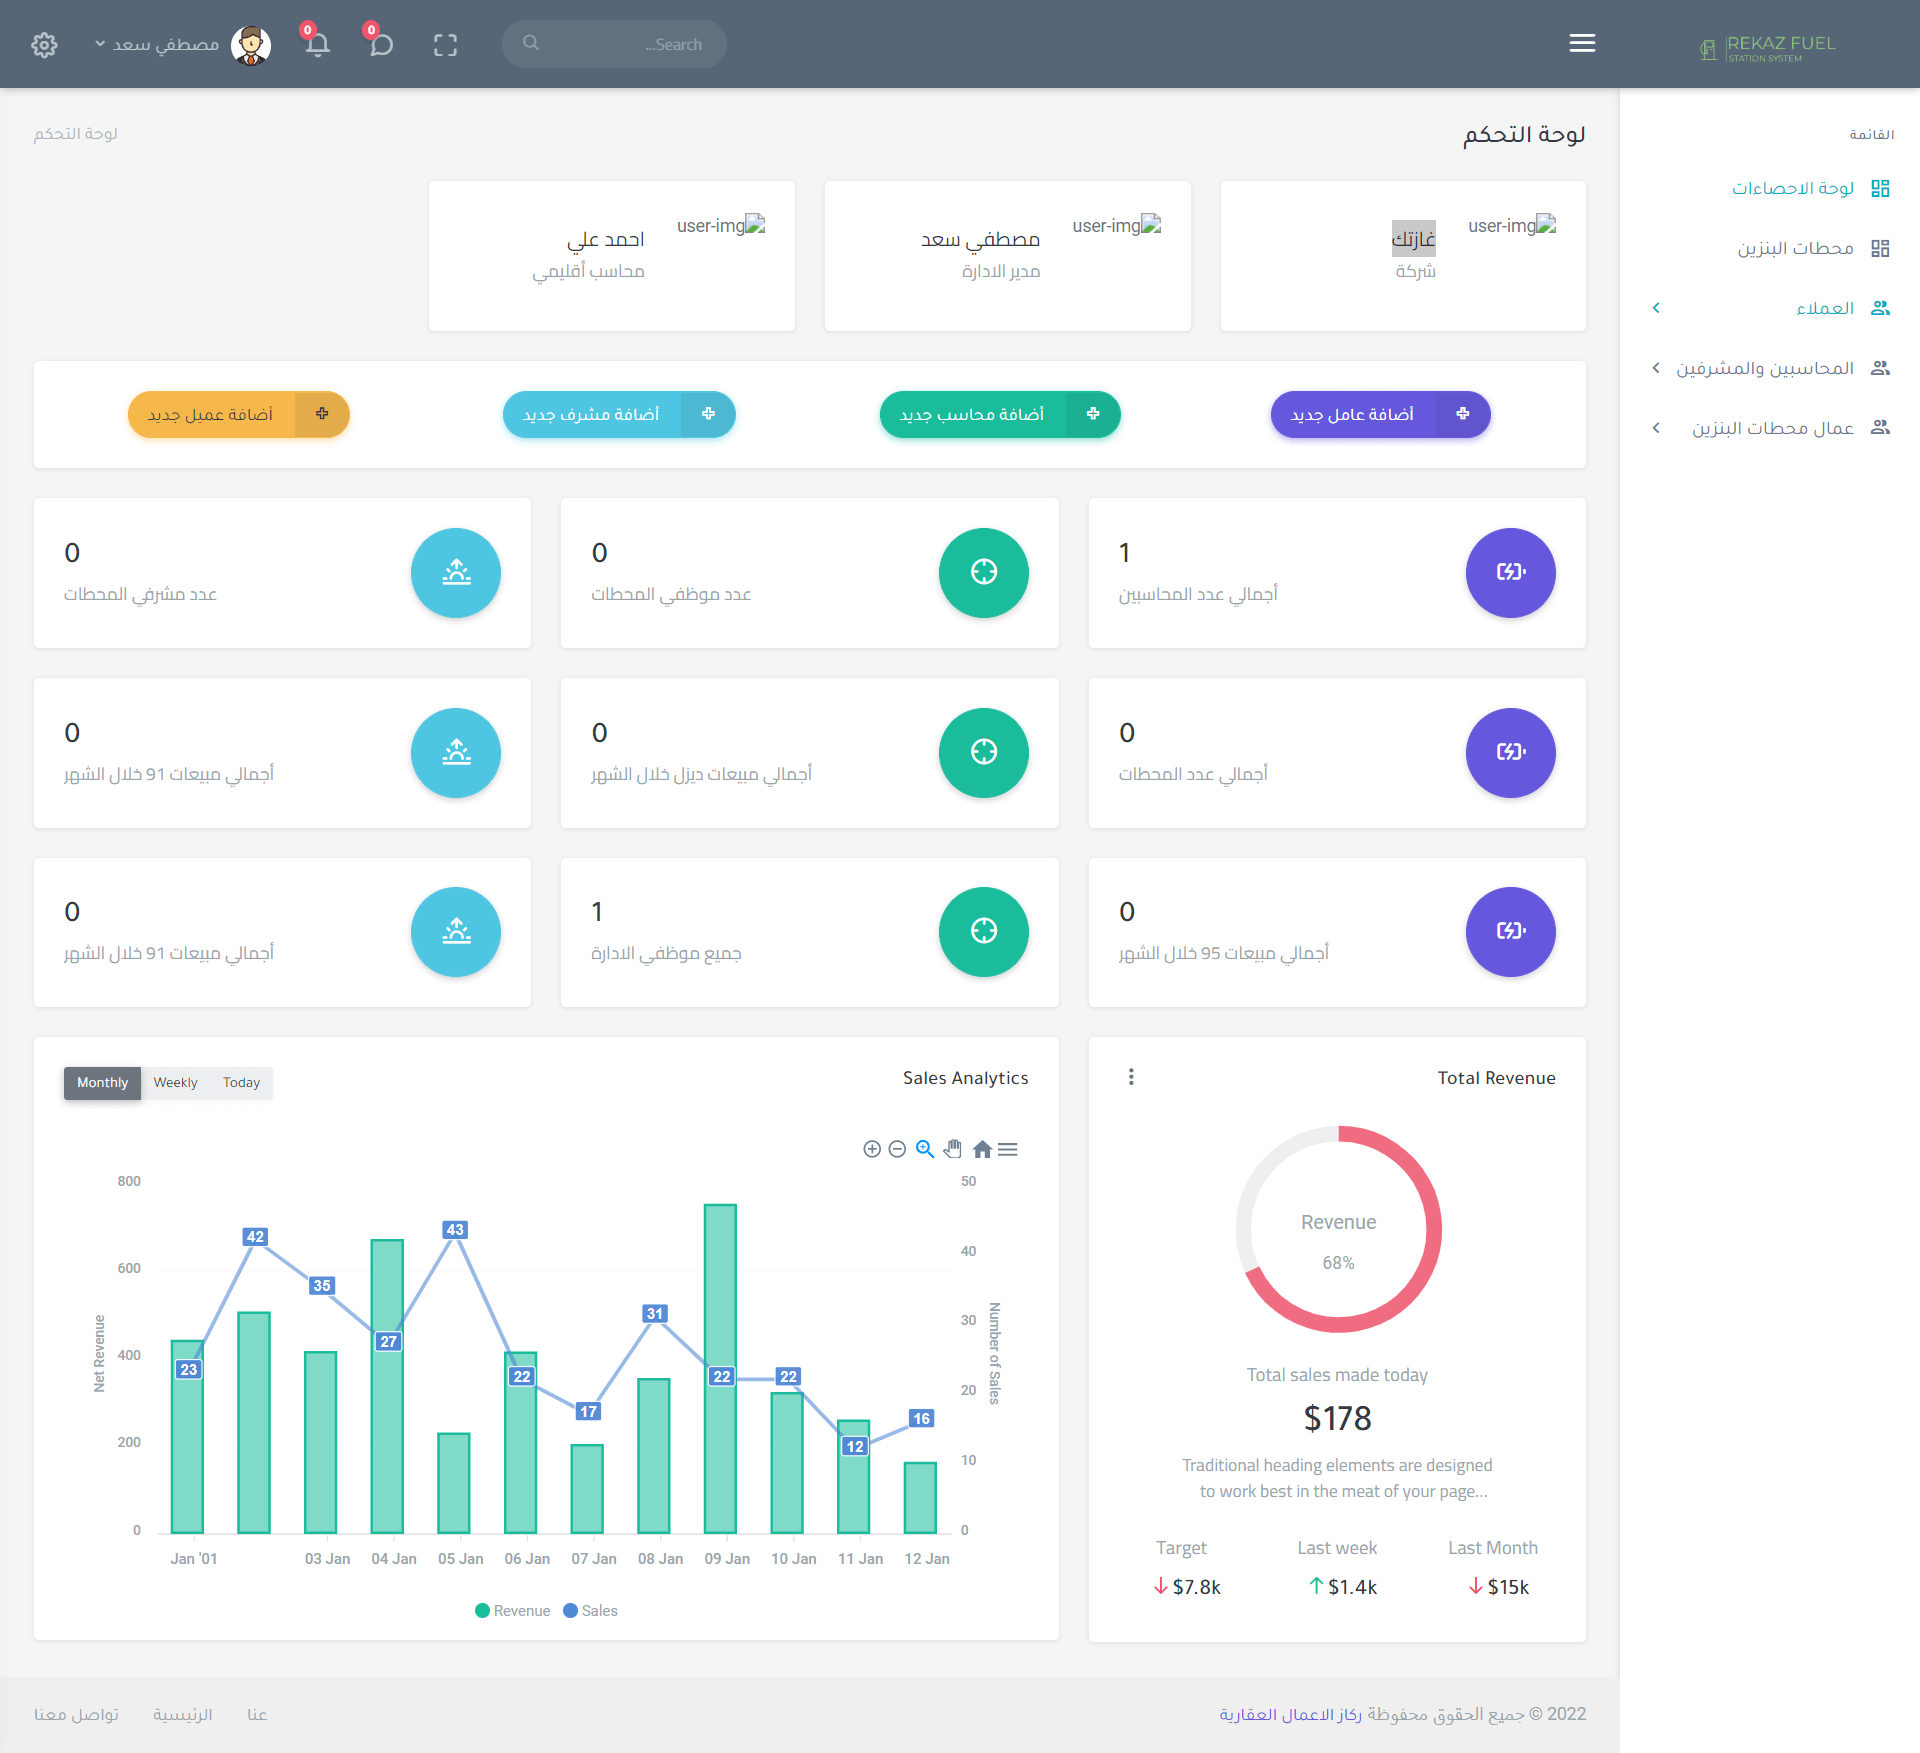 REKAZ FUEL
STATION SYSTEM
Search...
0
0
مصطفي سعد
القائمة
لوحة الاحصاءات
محطات البنزين
العملاء
المحاسبين والمشرفين
عمال محطات البنزين
لوحة التحكم
لوحة التحكم
user-img
غازتك
شركة
user-img
مصطفي سعد
مدير الادارة
user-img
احمد علي
محاسب أقليمي
أضافة عامل جديد
أضافة محاسب جديد
أضافة مشرف جديد
أضافة عميل جديد
1
أجمالي عدد المحاسبين
0
عدد موظفي المحطات
0
عدد مشرفي المحطات
0
أجمالي عدد المحطات
0
أجمالي مبيعات ديزل خلال الشهر
0
أجمالي مبيعات 91 خلال الشهر
0
أجمالي مبيعات 95 خلال الشهر
1
جميع موظفي الادارة
0
أجمالي مبيعات 91 خلال الشهر
Total Revenue
Revenue
68%
Total sales made today
$178
Traditional heading elements are designed
to work best in the meat of your page...
Target
Last week
Last Month
$7.8k
$1.4k
$15k
Sales Analytics
Monthly Weekly Today
800
600
400
200
0
Net Revenue
50
40
30
20
10
0
Number of Sales
23
42
35
27
43
22
17
31
22
22
12
16
Jan '01
03 Jan
04 Jan
05 Jan
06 Jan
07 Jan
08 Jan
09 Jan
10 Jan
11 Jan
12 Jan
Revenue Sales
2022 © جميع الحقوق محفوظة ركاز الاعمال العقارية
عنا
الرئيسية
تواصل معنا